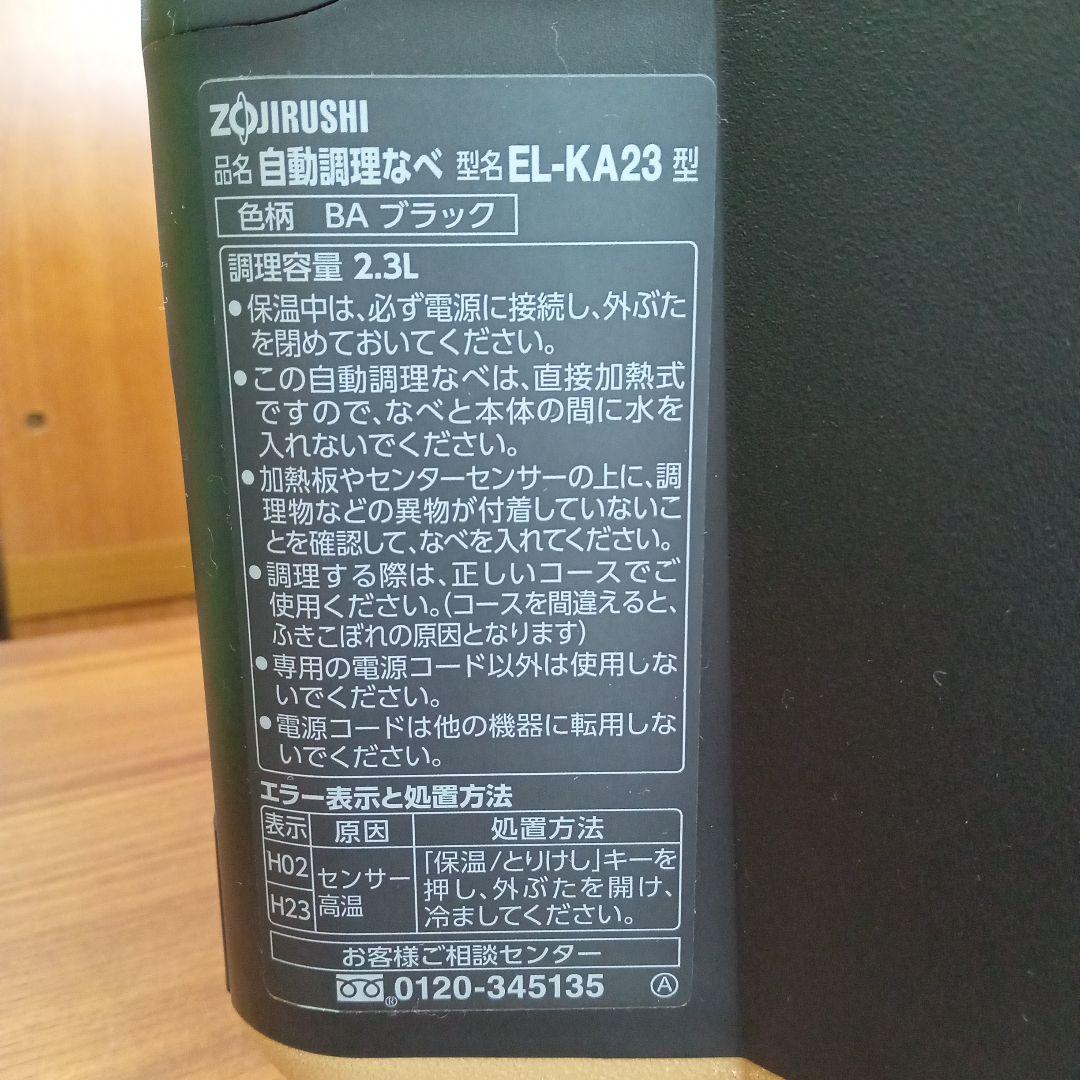 ZOJIRUSHI
品名 自動調理なべ 型名 EL-KA23 型
色柄 BA ブラック
調理容量 2.3L
●保温中は、必ず電源に接続し、外ぶた
を閉めておいてください。
●この自動調理なべは、直接加熱式
ですので、なべと本体の間に水を
入れないでください。
●加熱板やセンターセンサーの上に、調
理物などの異物が付着していないこ
とを確認して、なべを入れてください。
●調理する際は、正しいコースでご
使用ください。(コースを間違えると、
ふきこぼれの原因となります)
●専用の電源コード以外は使用しな
いでください。
●電源コードは他の機器に転用しな
いでください。
エラー表示と処置方法
表示 原因 処置方法
H02 センサー 「保温/とりけし」キーを
押し、外ぶたを開け、
H23 高温 冷ましてください。
お客様ご相談センター
® 0120-345135 Ⓐ